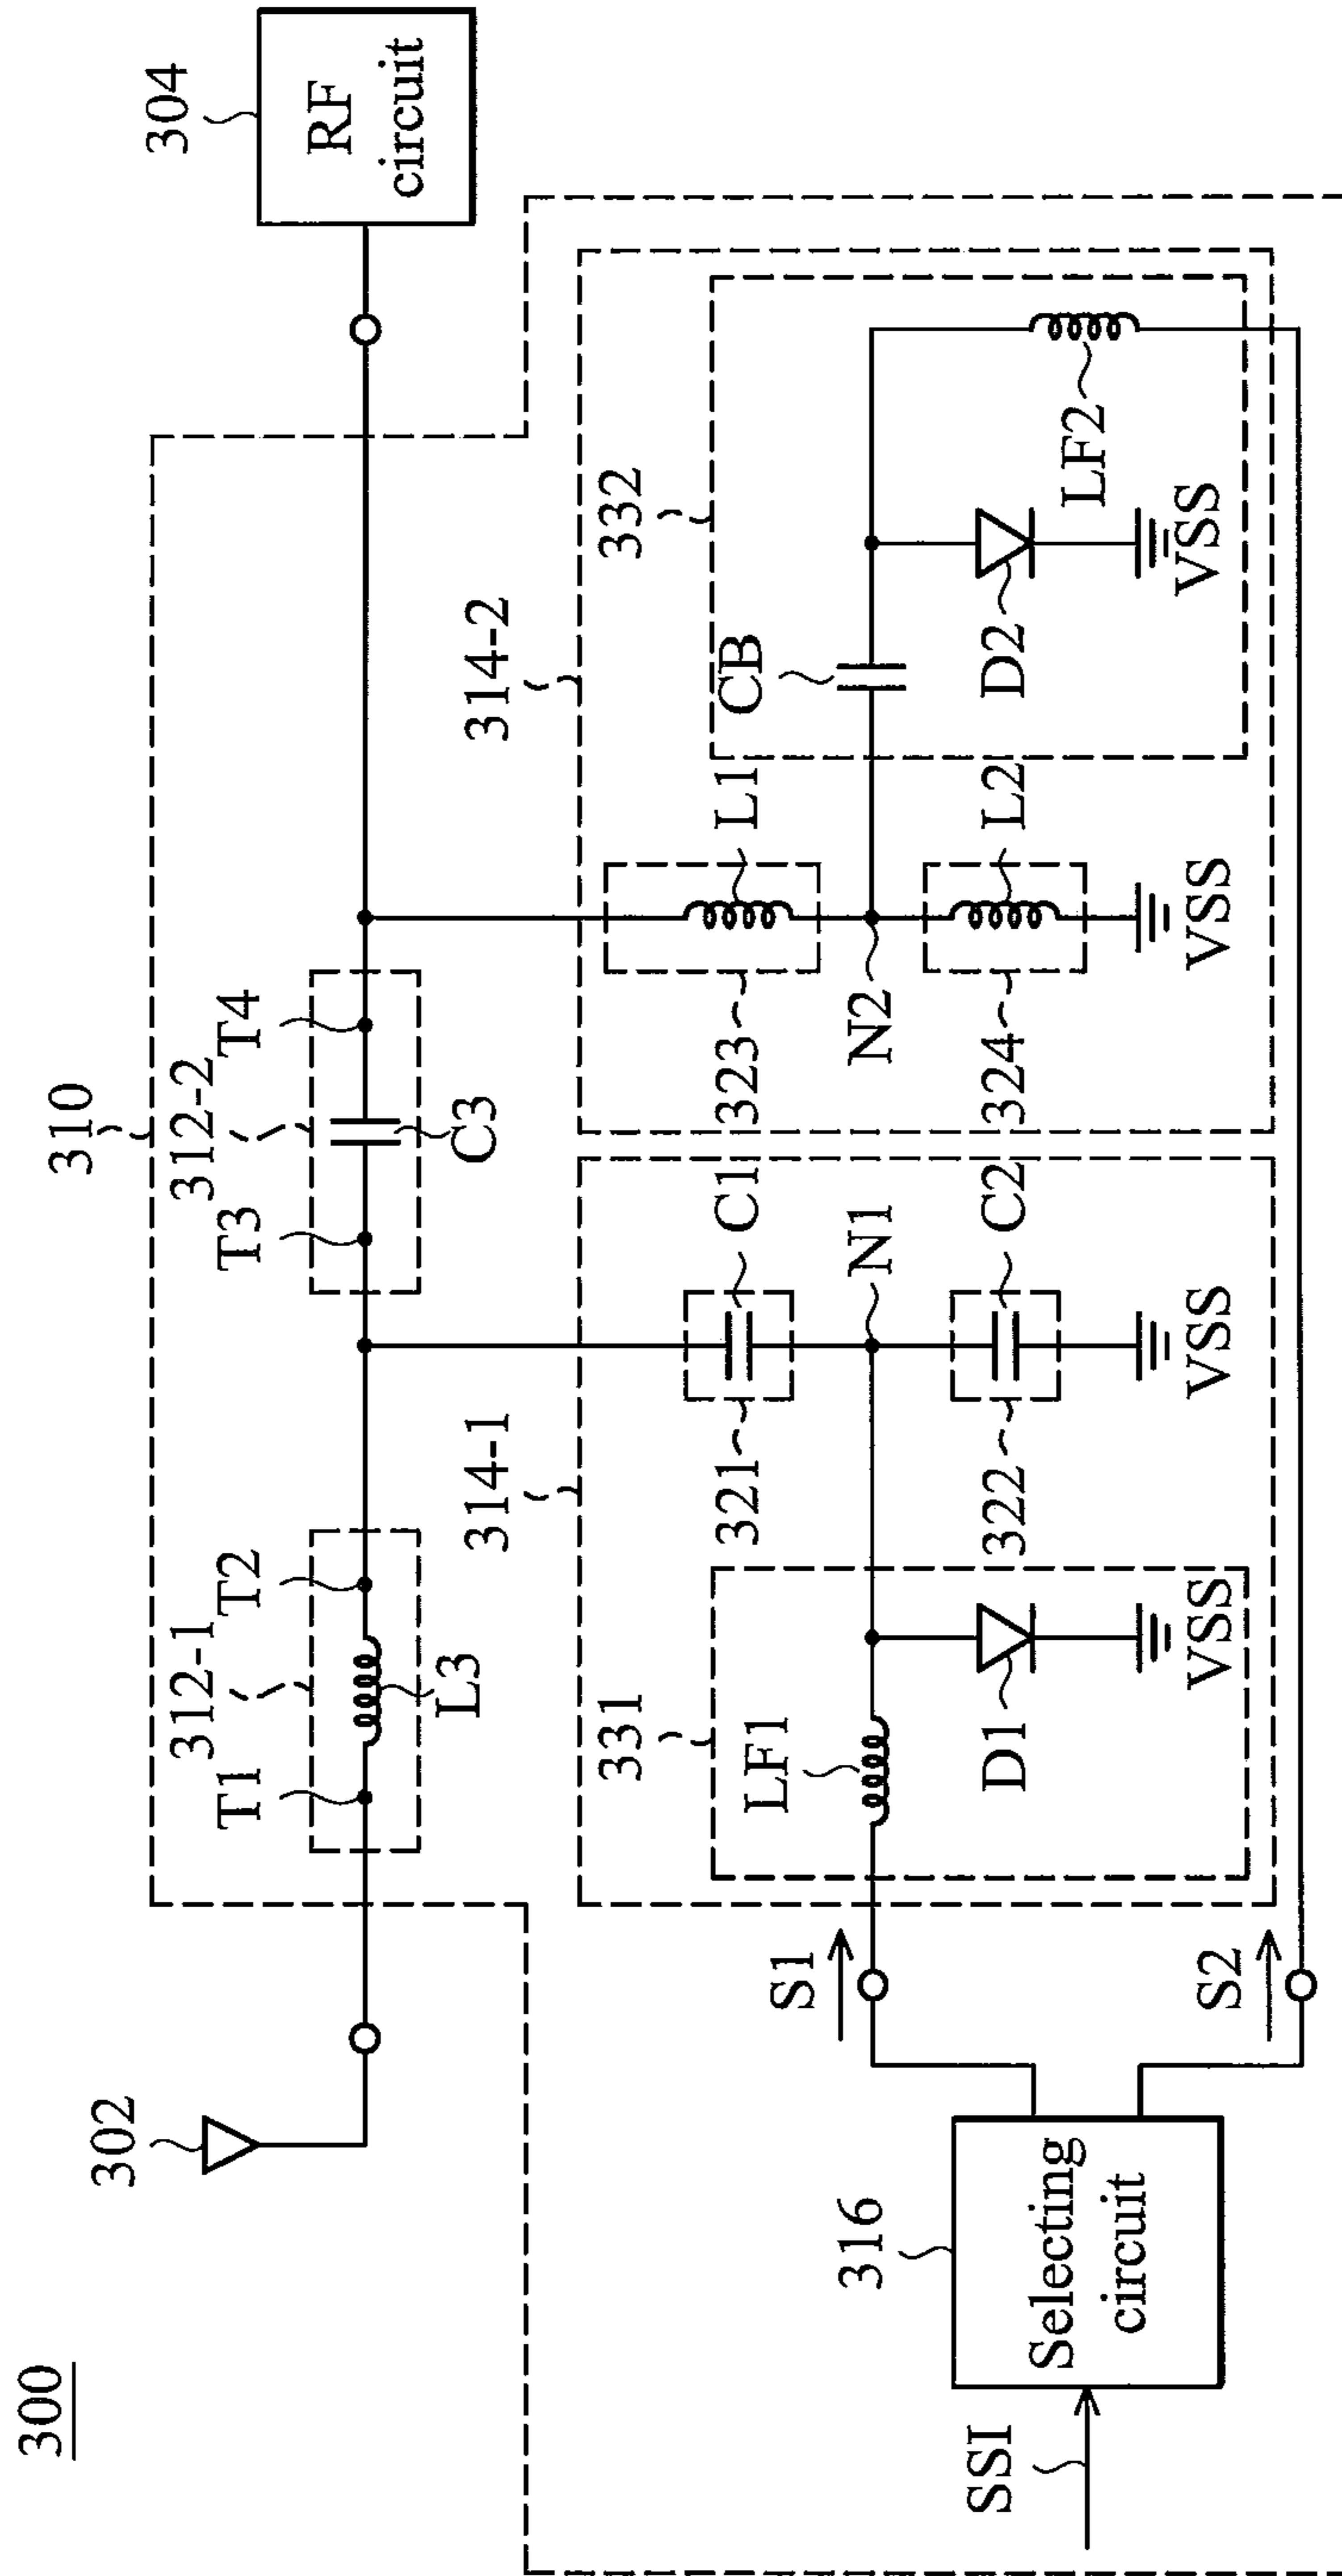 300
302
304
RF
circuit
310
312-1
T1
T2
L3
312-2
T3
T4
C3
314-1
314-2
331
LF1
D1
VSS
321
C1
N1
322
C2
VSS
323
L1
N2
324
L2
VSS
332
CB
D2
VSS
LF2
S1
S2
316
Selecting
circuit
SSI